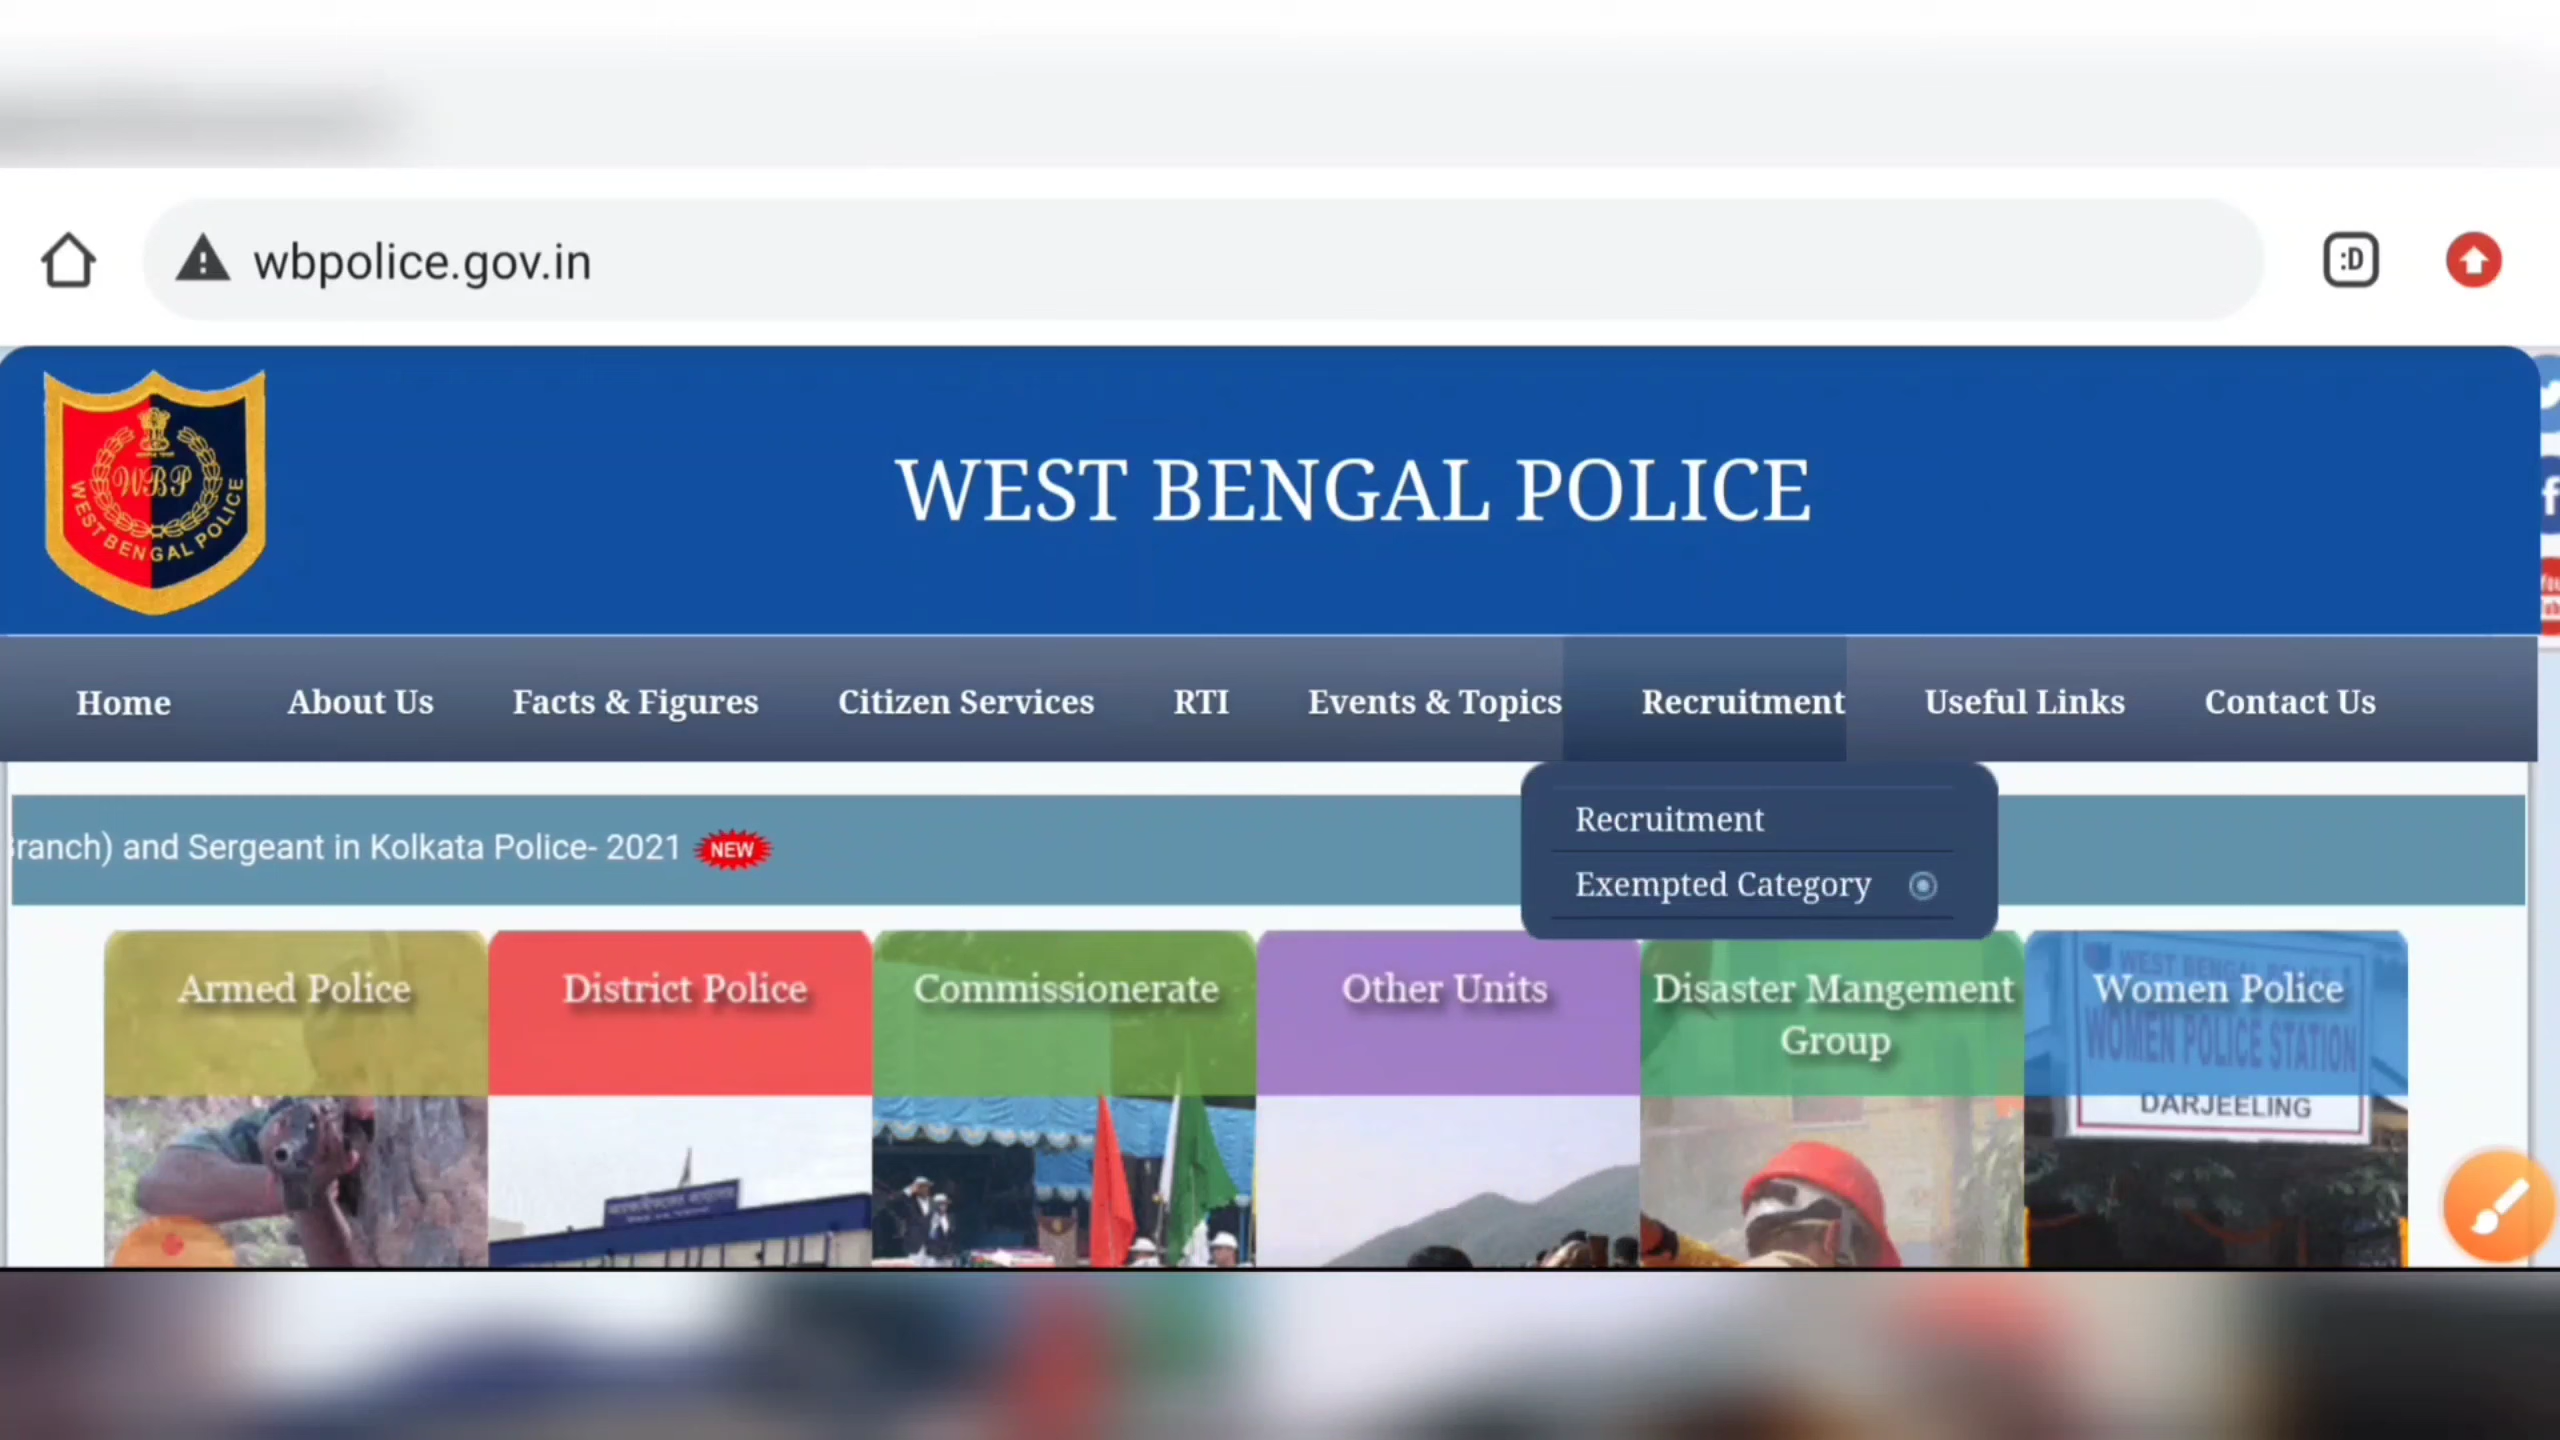 wbpolice.gov.in
:D
WBP
WEST BENGAL POLICE
WEST BENGAL POLICE
Home About Us Facts & Figures Citizen Services RTI Events & Topics Recruitment Useful Links Contact Us
Recruitment
Exempted Category
ranch) and Sergeant in Kolkata Police- 2021 NEW
Armed Police
District Police
Commissionerate
Other Units
Disaster Mangement
Group
Women Police
WOMEN POLICE STATION
DARJEELING